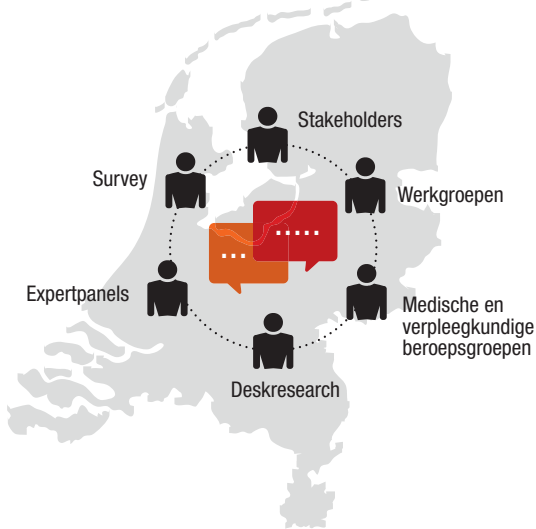 Stakeholders
Survey
Werkgroepen
Expertpanels
Medische en
verpleegkundige
beroepsgroepen
Deskresearch